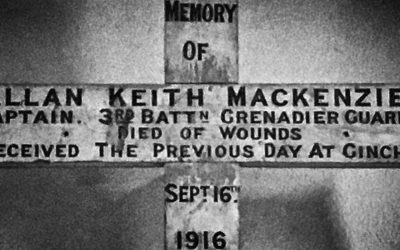 MEMORY
OF
LLAN KEITH MACKENZIE
APTAIN. 3RD BATTN GRENADIER GUAR
DIED OF WOUNDS
ECEIVED THE PREVIOUS DAY AT GINCH
SEPT. 16TH
1916